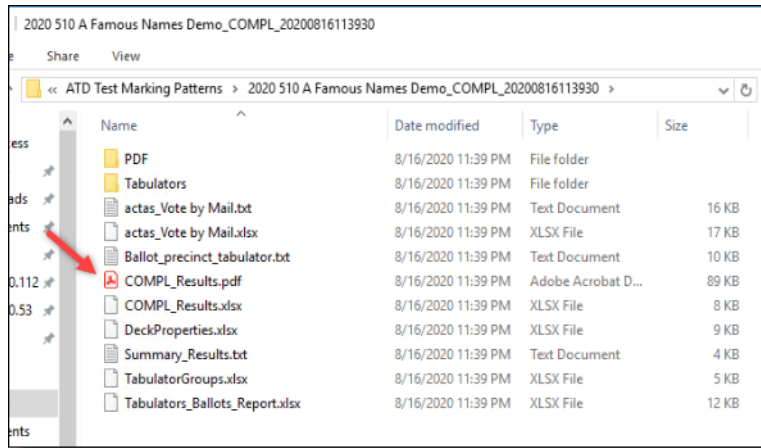 2020 510 A Famous Names Demo_COMPL_20200816113930
e Share View
« ATD Test Marking Patterns > 2020 510 A Famous Names Demo_COMPL_20200816113930 >
Name Date modified Type Size
ess
PDF 8/16/2020 11:39 PM File folder
Tabulators 8/16/2020 11:39 PM File folder
ads
actas_Vote by Mail.txt 8/16/2020 11:39 PM Text Document 16 KB
ents
actas_Vote by Mail.xlsx 8/16/2020 11:39 PM XLSX File 17 KB
Ballot_precinct_tabulator.txt 8/16/2020 11:39 PM Text Document 10 KB
0.112
COMPL_Results.pdf 8/16/2020 11:39 PM Adobe Acrobat D... 89 KB
0.53
COMPL_Results.xlsx 8/16/2020 11:39 PM XLSX File 8 KB
DeckProperties.xlsx 8/16/2020 11:39 PM XLSX File 9 KB
Summary_Results.txt 8/16/2020 11:39 PM Text Document 4 KB
TabulatorGroups.xlsx 8/16/2020 11:39 PM XLSX File 5 KB
Tabulators_Ballots_Report.xlsx 8/16/2020 11:39 PM XLSX File 12 KB
ents